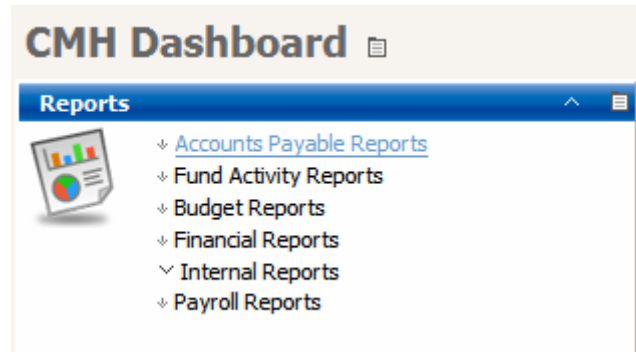 CMH Dashboard
Reports
Accounts Payable Reports
Fund Activity Reports
Budget Reports
Financial Reports
Internal Reports
Payroll Reports